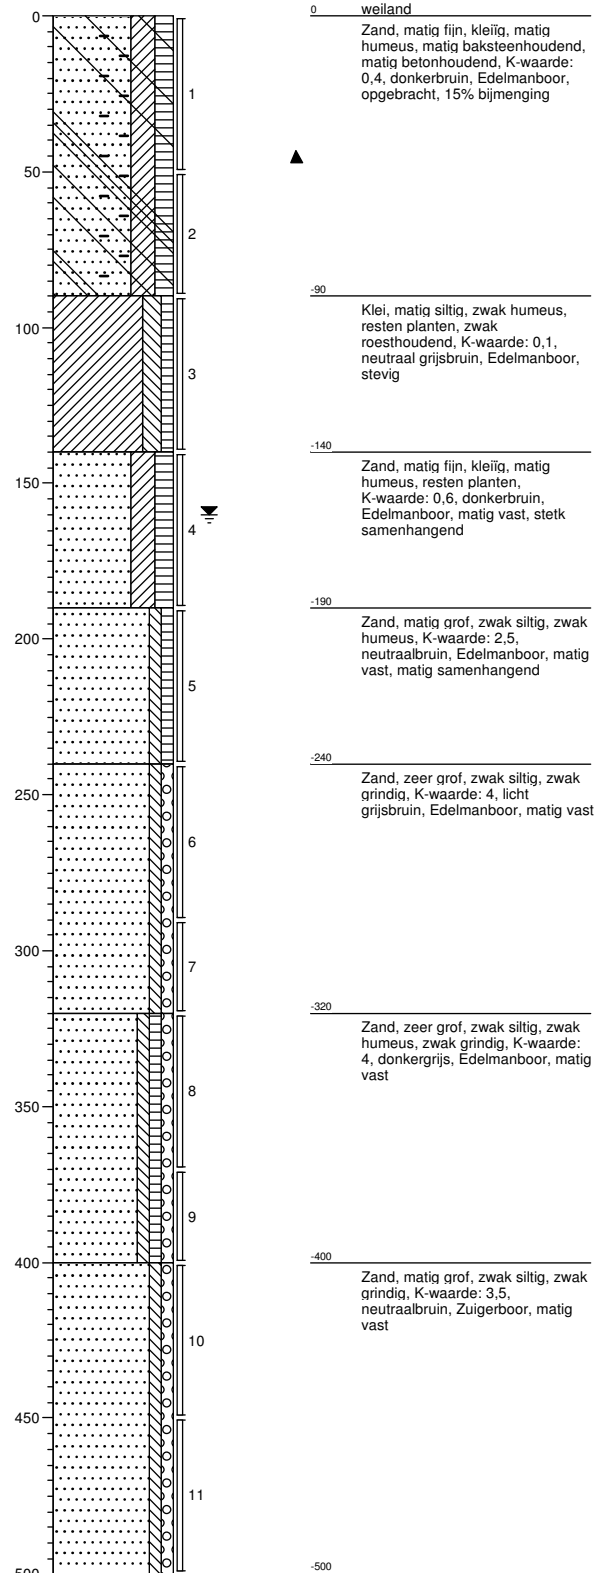 0
50
100
150
200
250
300
350
400
450
500
1
2
3
4
5
6
7
8
9
10
11
0 weiland
Zand, matig fijn, kleiïg, matig
humeus, matig baksteenhoudend,
matig betonhoudend, K-waarde:
0,4, donkerbruin, Edelmanboor,
opgebracht, 15% bijmenging
-90
Klei, matig siltig, zwak humeus,
resten planten, zwak
roesthoudend, K-waarde: 0,1,
neutraal grijsbruin, Edelmanboor,
stevig
-140
Zand, matig fijn, kleiïg, matig
humeus, resten planten,
K-waarde: 0,6, donkerbruin,
Edelmanboor, matig vast, stetk
samenhangend
-190
Zand, matig grof, zwak siltig, zwak
humeus, K-waarde: 2,5,
neutraalbruin, Edelmanboor, matig
vast, matig samenhangend
-240
Zand, zeer grof, zwak siltig, zwak
grindig, K-waarde: 4, licht
grijsbruin, Edelmanboor, matig vast
-320
Zand, zeer grof, zwak siltig, zwak
humeus, zwak grindig, K-waarde:
4, donkergrijs, Edelmanboor, matig
vast
-400
Zand, matig grof, zwak siltig, zwak
grindig, K-waarde: 3,5,
neutraalbruin, Zuigerboor, matig
vast
-500